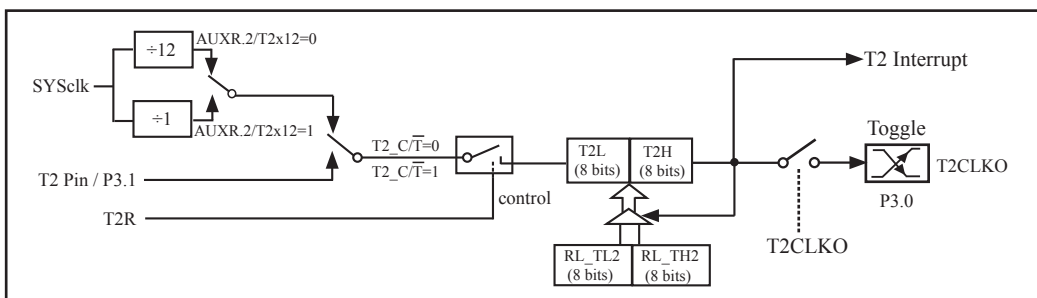 ÷12
AUXR.2/T2x12=0
SYSclk
÷1
AUXR.2/T2x12=1
T2_C/T̅=0
T2_C/T̅=1
T2 Pin / P3.1
T2R
control
T2L
(8 bits)
T2H
(8 bits)
RL_TL2
(8 bits)
RL_TH2
(8 bits)
T2 Interrupt
Toggle
T2CLKO
P3.0
T2CLKO